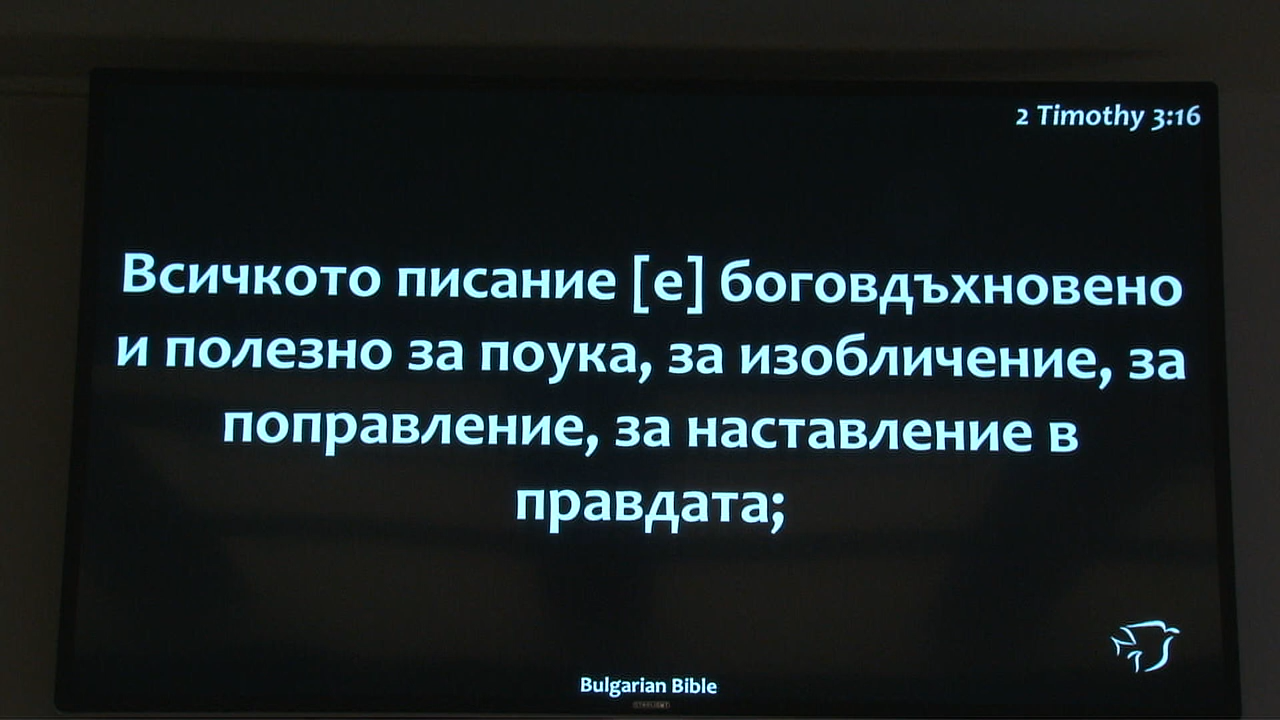 2 Timothy 3:16
Всичкото писание [е] боговдъхновено
и полезно за поука, за изобличение, за
поправление, за наставление в
правдата;
Bulgarian Bible